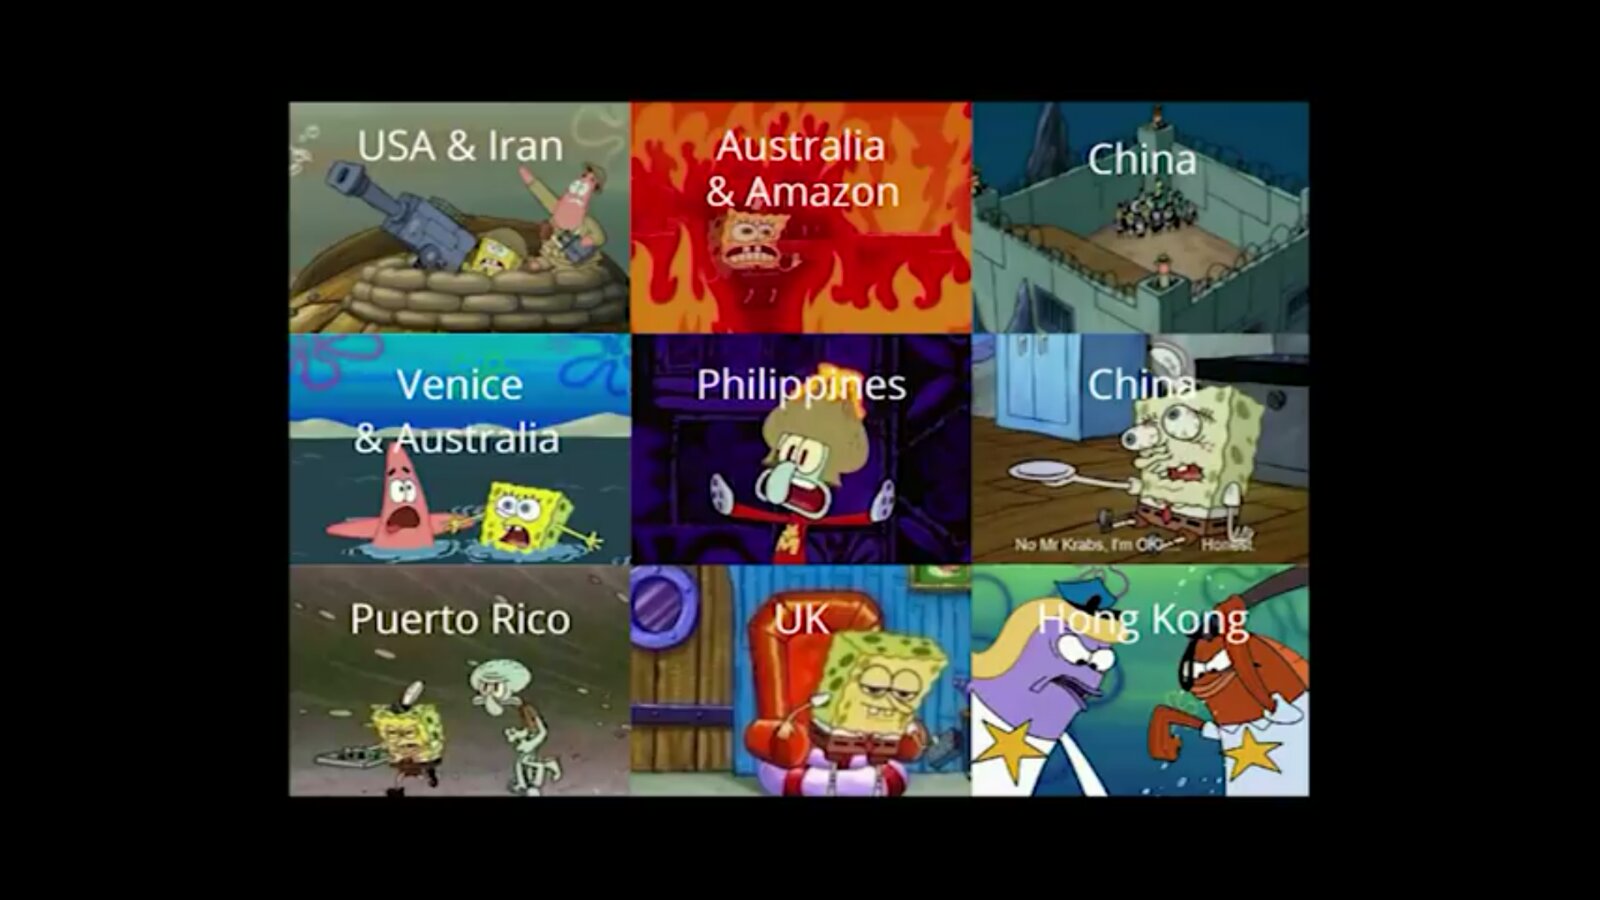 USA & Iran
Australia
& Amazon
China
Venice
& Australia
Philippines
China
No Mr Krabs, I'm OK--- Honest.
Puerto Rico
UK
Hong Kong